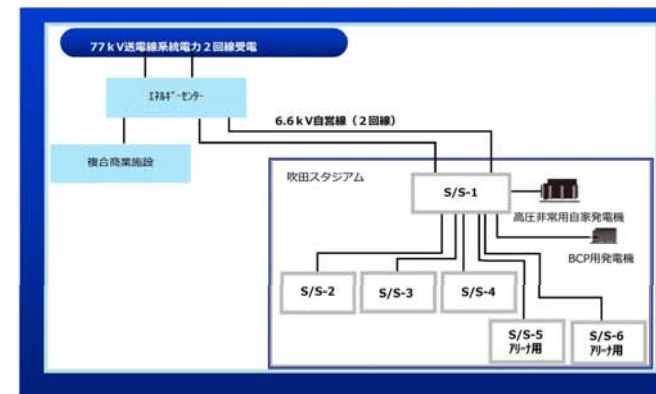 77ｋV送電線系統電力２回線受電
ｴﾈﾙｷﾞｰｾﾝﾀｰ
6.6ｋV自営線（２回線）
複合商業施設
吹田スタジアム
S/S-1
高圧非常用自家発電機
BCP用発電機
S/S-2
S/S-3
S/S-4
S/S-5
ｱﾘｰﾅ用
S/S-6
ｱﾘｰﾅ用